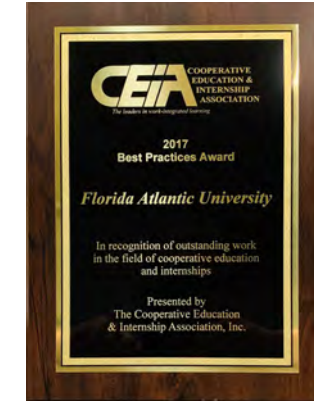 CEIA
COOPERATIVE
EDUCATION &
INTERNSHIP
ASSOCIATION
The leaders in work-integrated learning
2017
Best Practices Award
Florida Atlantic University
In recognition of outstanding work
in the field of cooperative education
and internships
Presented by
The Cooperative Education
& Internship Association, Inc.